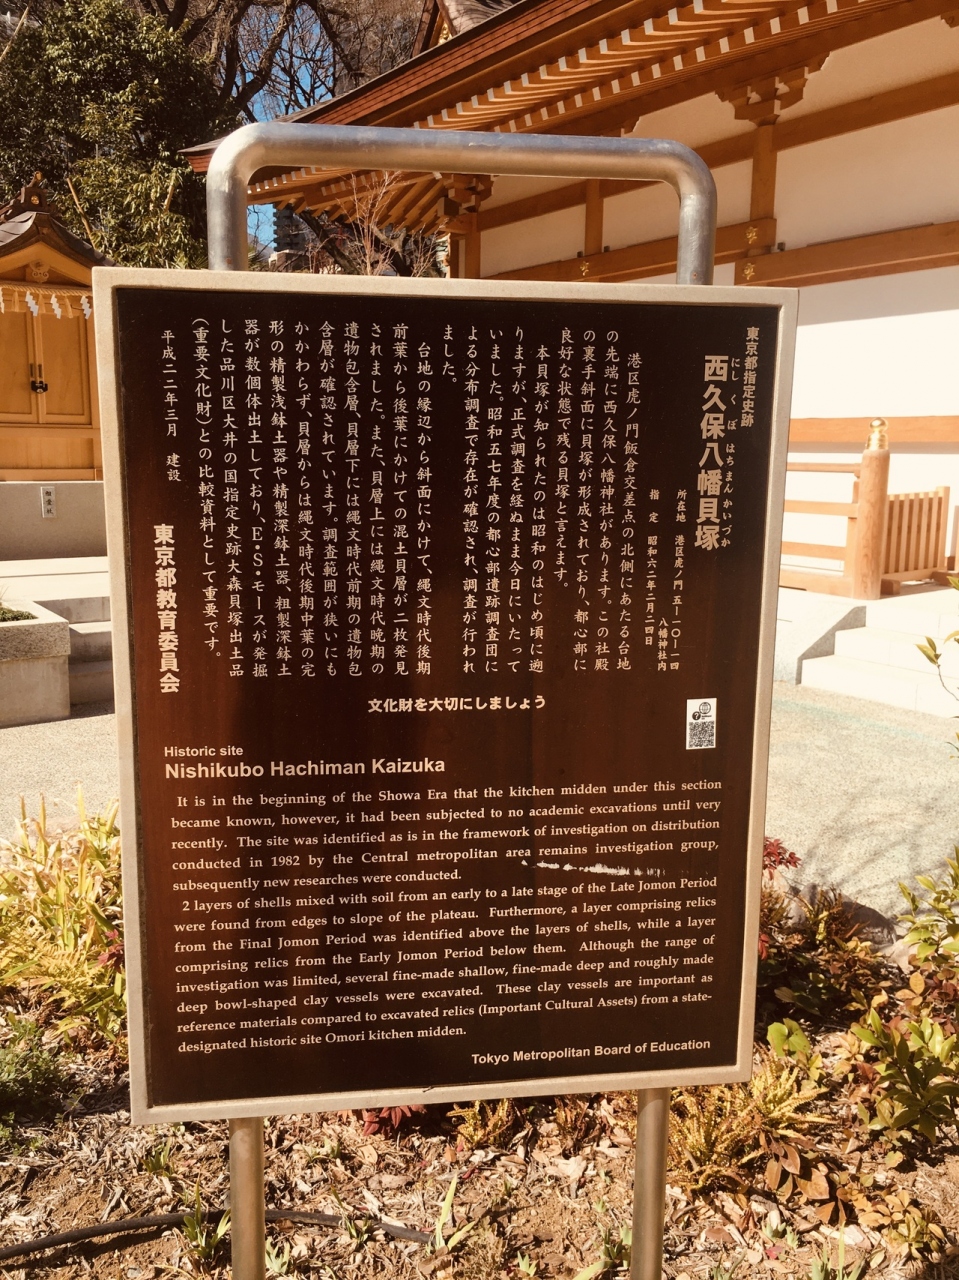 東京都指定史跡
西久保八幡貝塚
にしくぼはちまんかいづか
所在地 港区虎ノ門五-一〇-一四
八幡神社内
指定 昭和六二年二月二四日
港区虎ノ門飯倉交差点の北側にあたる台地
の先端に西久保八幡神社があります。この社殿
の裏手斜面に貝塚が形成されており、都心部に
良好な状態で残る貝塚と言えます。
本貝塚が知られたのは昭和のはじめ頃に遡
りますが、正式調査を経ぬまま今日にいたって
いました。昭和五七年度の都心部遺跡調査団に
よる分布調査で存在が確認され、調査が行われ
ました。
台地の縁辺から斜面にかけて、縄文時代後期
前葉から後葉にかけての混土貝層が二枚発見
されました。また、貝層上には縄文時代晩期の
遺物包含層、貝層下には縄文時代前期の遺物包
含層が確認されています。調査範囲が狭いにも
かかわらず、貝層からは縄文時代後期中葉の完
形の精製浅鉢土器や精製深鉢土器、粗製深鉢土
器が数個体出土しており、E・S・モースが発掘
した品川区大井の国指定史跡大森貝塚出土品
(重要文化財)との比較資料として重要です。
平成二二年三月 建設
東京都教育委員会
文化財を大切にしましょう
Historic site
Nishikubo Hachiman Kaizuka
It is in the beginning of the Showa Era that the kitchen midden under this section
became known, however, it had been subjected to no academic excavations until very
recently. The site was identified as is in the framework of investigation on distribution
conducted in 1982 by the Central metropolitan area remains investigation group,
subsequently new researches were conducted.
2 layers of shells mixed with soil from an early to a late stage of the Late Jomon Period
were found from edges to slope of the plateau. Furthermore, a layer comprising relics
from the Final Jomon Period was identified above the layers of shells, while a layer
comprising relics from the Early Jomon Period below them. Although the range of
investigation was limited, several fine-made shallow, fine-made deep and roughly made
deep bowl-shaped clay vessels were excavated. These clay vessels are important as
reference materials compared to excavated relics (Important Cultural Assets) from a state-
designated historic site Omori kitchen midden.
Tokyo Metropolitan Board of Education